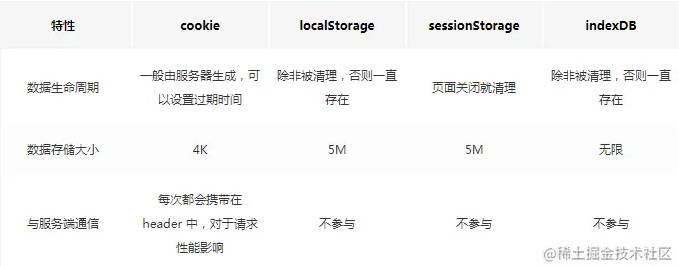 特性 cookie localStorage sessionStorage indexDB
数据生命周期 一般由服务器生成，可以设置过期时间 除非被清理，否则一直存在 页面关闭就清理 除非被清理，否则一直存在
数据存储大小 4K 5M 5M 无限
与服务端通信 每次都会携带在 header 中，对于请求性能影响 不参与 不参与 不参与
@稀土掘金技术社区